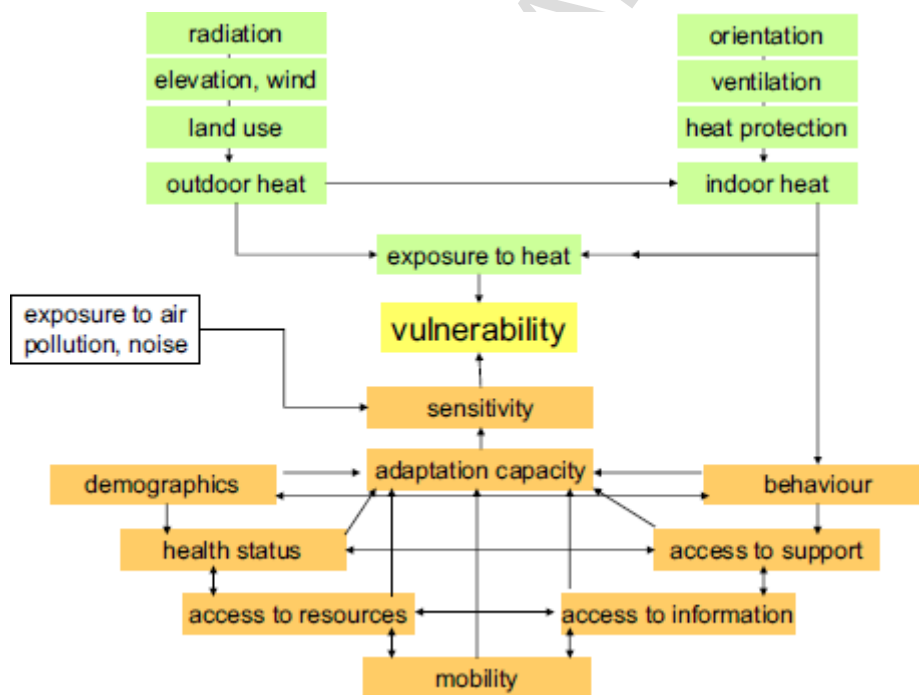 radiation
orientation
elevation, wind
ventilation
land use
heat protection
outdoor heat
indoor heat
exposure to heat
exposure to air
pollution, noise
vulnerability
sensitivity
adaptation capacity
demographics
behaviour
health status
access to support
access to resources
access to information
mobility